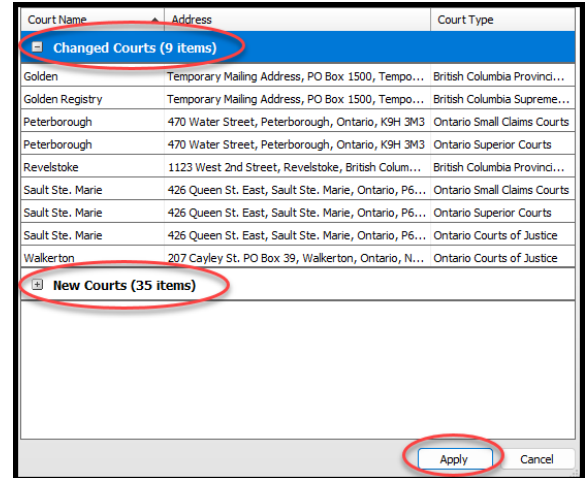 Court Name Address Court Type
Changed Courts (9 items)
Golden Temporary Mailing Address, PO Box 1500, Tempo... British Columbia Provinci...
Golden Registry Temporary Mailing Address, PO Box 1500, Tempo... British Columbia Supreme...
Peterborough 470 Water Street, Peterborough, Ontario, K9H 3M3 Ontario Small Claims Courts
Peterborough 470 Water Street, Peterborough, Ontario, K9H 3M3 Ontario Superior Courts
Revelstoke 1123 West 2nd Street, Revelstoke, British Colum... British Columbia Provinci...
Sault Ste. Marie 426 Queen St. East, Sault Ste. Marie, Ontario, P6... Ontario Small Claims Courts
Sault Ste. Marie 426 Queen St. East, Sault Ste. Marie, Ontario, P6... Ontario Superior Courts
Sault Ste. Marie 426 Queen St. East, Sault Ste. Marie, Ontario, P6... Ontario Courts of Justice
Walkerton 207 Cayley St. PO Box 39, Walkerton, Ontario, N... Ontario Courts of Justice
New Courts (35 items)
Apply Cancel